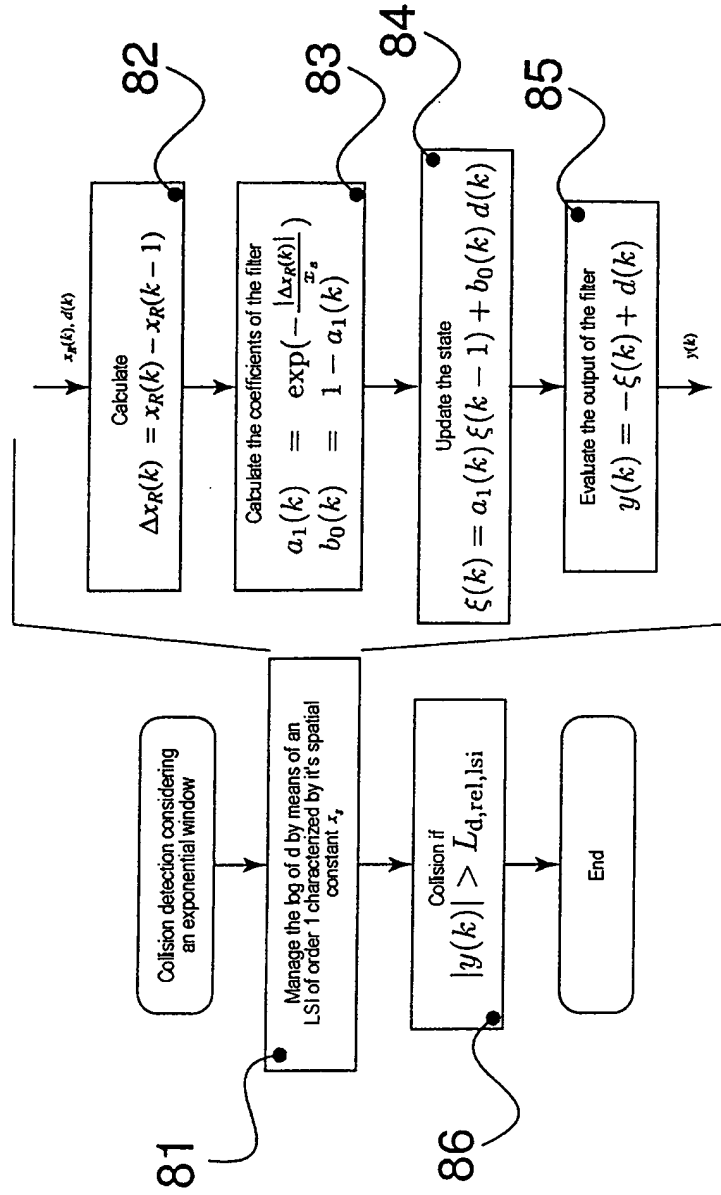 Collision detection considering
an exponential window
81
Manage the log of d by means of an
LSI of order 1 characterized by it's spatial
constant x_s
Collision if
|y(k)| > L_{d,rel,lsi}
86
End
x_R(k), d(k)
Calculate
Δx_R(k) = x_R(k) − x_R(k−1)
82
Calculate the coefficients of the filter
a_1(k) = exp(−|Δx_R(k)|/x_s)
b_0(k) = 1 − a_1(k)
83
Update the state
ξ(k) = a_1(k) ξ(k−1) + b_0(k) d(k)
84
Evaluate the output of the filter
y(k) = −ξ(k) + d(k)
85
y(k)